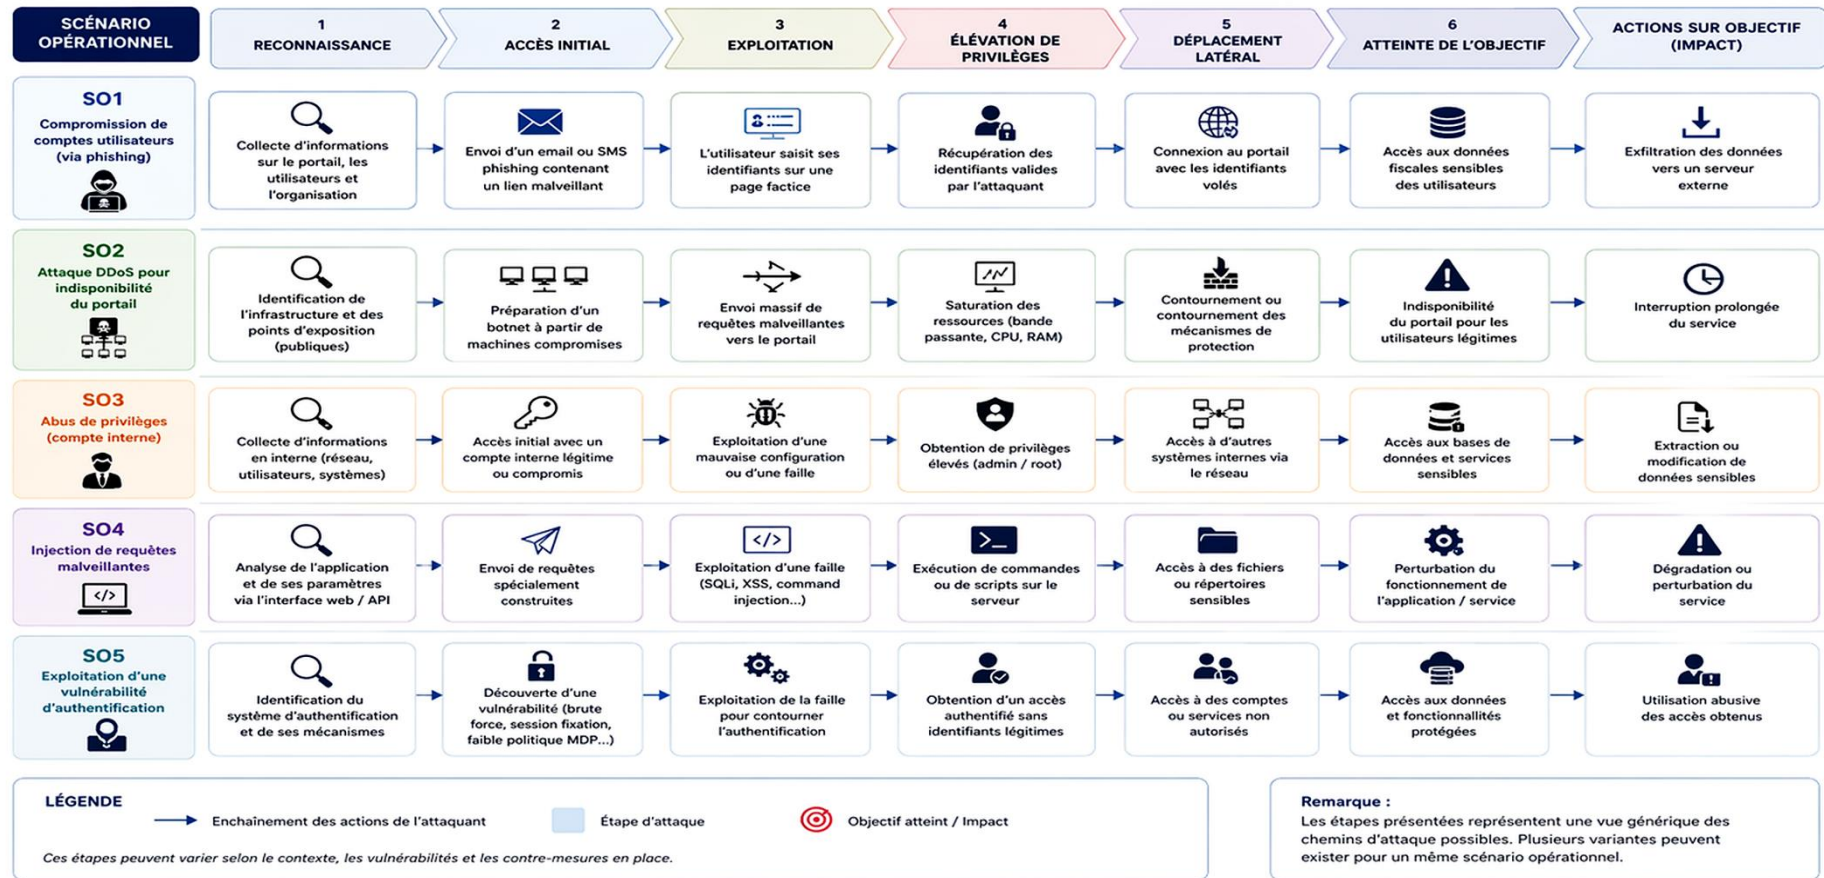 SCÉNARIO
OPÉRATIONNEL
1
RECONNAISSANCE
2
ACCÈS INITIAL
3
EXPLOITATION
4
ÉLÉVATION DE
PRIVILÈGES
5
DÉPLACEMENT
LATÉRAL
6
ATTEINTE DE L'OBJECTIF
ACTIONS SUR OBJECTIF
(IMPACT)
SO1
Compromission de
comptes utilisateurs
(via phishing)
Collecte d'informations
sur le portail, les
utilisateurs et
l'organisation
Envoi d'un email ou SMS
phishing contenant
un lien malveillant
L'utilisateur saisit ses
identifiants sur une
page factice
Récupération des
identifiants valides
par l'attaquant
Connexion au portail
avec les identifiants
volés
Accès aux données
fiscales sensibles
des utilisateurs
Exfiltration des données
vers un serveur
externe
SO2
Attaque DDoS pour
indisponibilité
du portail
Identification de
l'infrastructure et des
points d'exposition
(publiques)
Préparation d'un
botnet à partir de
machines compromises
Envoi massif de
requêtes malveillantes
vers le portail
Saturation des
ressources (bande
passante, CPU, RAM)
Contournement ou
contournement des
mécanismes de
protection
Indisponibilité
du portail pour les
utilisateurs légitimes
Interruption prolongée
du service
SO3
Abus de privilèges
(compte interne)
Collecte d'informations
en interne (réseau,
utilisateurs, systèmes)
Accès initial avec un
compte interne légitime
ou compromis
Exploitation d'une
mauvaise configuration
ou d'une faille
Obtention de privilèges
élevés (admin / root)
Accès à d'autres
systèmes internes via
le réseau
Accès aux bases de
données et services
sensibles
Extraction ou
modification de
données sensibles
SO4
Injection de requêtes
malveillantes
</>
Analyse de l'application
et de ses paramètres
via l'interface web / API
Envoi de requêtes
spécialement
construites
</>
Exploitation d'une faille
(SQLi, XSS, command
injection...)
>_
Exécution de commandes
ou de scripts sur le
serveur
Accès à des fichiers
ou répertoires
sensibles
Perturbation du
fonctionnement de
l'application / service
Dégradation ou
perturbation du
service
SO5
Exploitation d'une
vulnérabilité
d'authentification
Identification du
système d'authentification
et de ses mécanismes
Découverte d'une
vulnérabilité (brute
force, session fixation,
faible politique MDP...)
Exploitation de la faille
pour contourner
l'authentification
Obtention d'un accès
authentifié sans
identifiants légitimes
Accès à des comptes
ou services non
autorisés
Accès aux données
et fonctionnallités
protégées
Utilisation abusive
des accès obtenus
LÉGENDE
Enchaînement des actions de l'attaquant
Étape d'attaque
Objectif atteint / Impact
Ces étapes peuvent varier selon le contexte, les vulnérabilités et les contre-mesures en place.
Remarque :
Les étapes présentées représentent une vue générique des
chemins d'attaque possibles. Plusieurs variantes peuvent
exister pour un même scénario opérationnel.